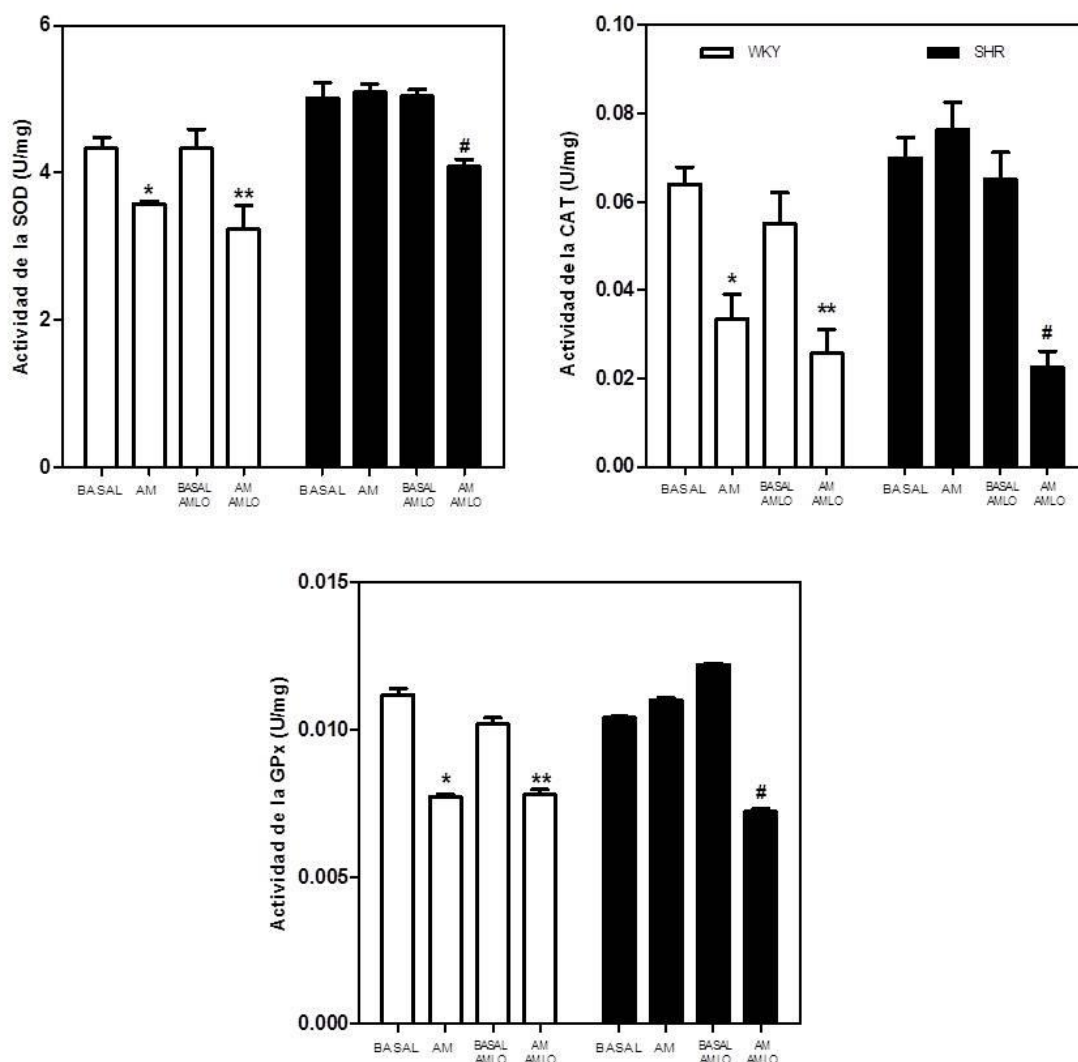 Actividad de la SOD (U/mg)
6
4
2
0
*
**
#
BASAL
AM
BASAL
AMLO
AM
AMLO
BASAL
AM
BASAL
AMLO
AM
AMLO
Actividad de la CAT (U/mg)
0.10
0.08
0.06
0.04
0.02
0.00
WKY
SHR
*
**
#
BASAL
AM
BASAL
AMLO
AM
AMLO
BASAL
AM
BASAL
AMLO
AM
AMLO
Actividad de la GPx (U/mg)
0.015
0.010
0.005
0.000
*
**
#
BASAL
AM
BASAL
AMLO
AM
AMLO
BASAL
AM
BASAL
AMLO
AM
AMLO